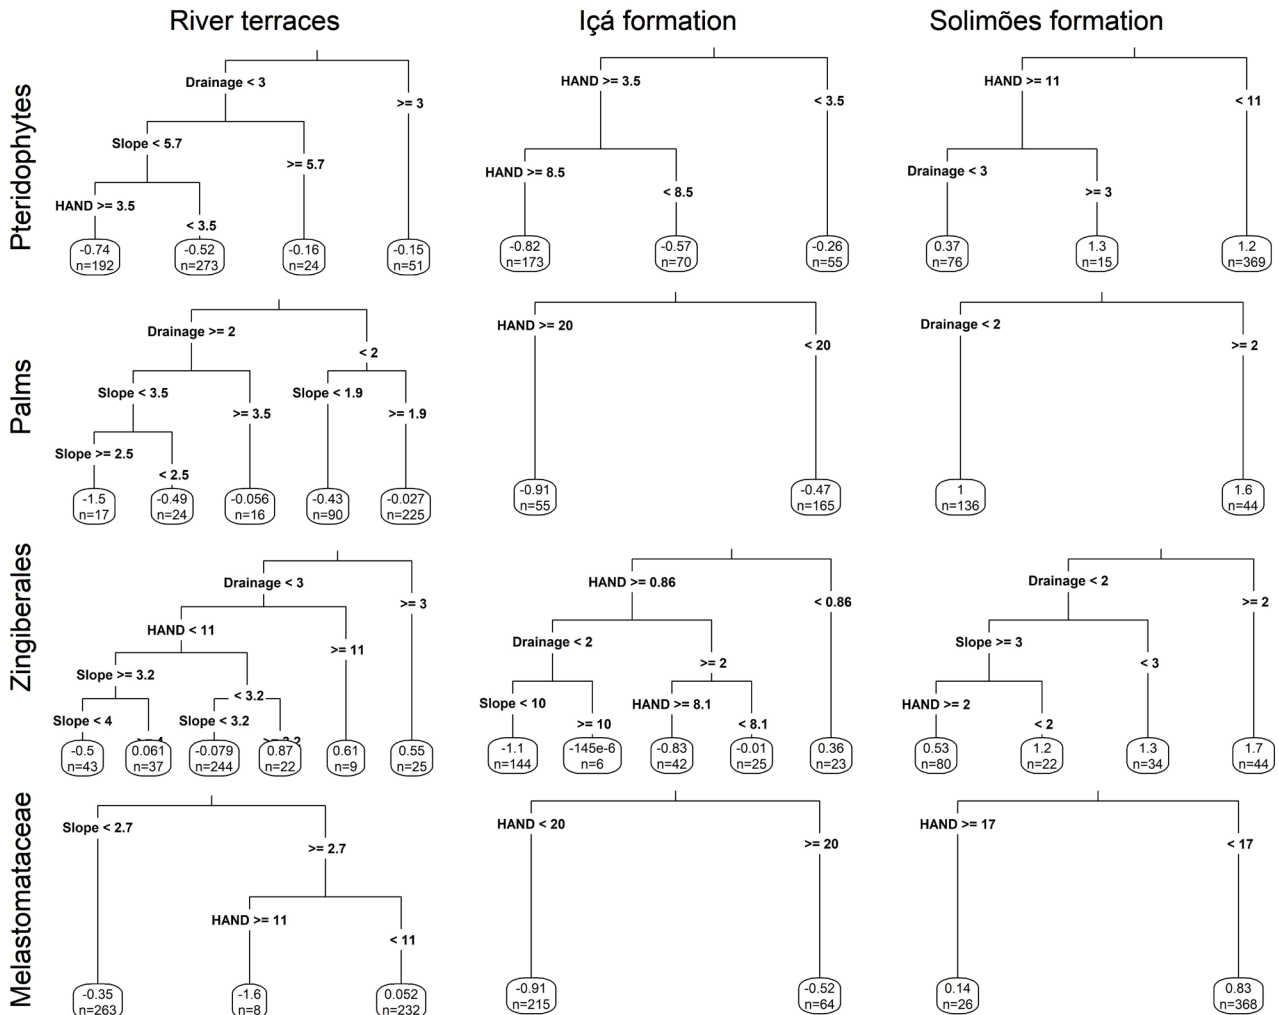 River terraces Içá formation Solimões formation
Pteridophytes
Drainage < 3 HAND >= 3.5 HAND >= 11
>= 3 < 3.5 < 11
Slope < 5.7 >= 5.7 HAND >= 8.5 < 8.5 Drainage < 3 >= 3
HAND >= 3.5 < 3.5
-0.74 -0.52 -0.16 -0.15 -0.82 -0.57 -0.26 0.37 1.3 1.2
n=192 n=273 n=24 n=51 n=173 n=70 n=55 n=76 n=15 n=369
Palms
Drainage >= 2 < 2 HAND >= 20 < 20 Drainage < 2 >= 2
Slope < 3.5 >= 3.5 Slope < 1.9 >= 1.9
Slope >= 2.5 < 2.5
-1.5 -0.49 -0.056 -0.43 -0.027 -0.91 -0.47 1 1.6
n=17 n=24 n=16 n=90 n=225 n=55 n=165 n=136 n=44
Zingiberales
Drainage < 3 >= 3 HAND >= 0.86 < 0.86 Drainage < 2 >= 2
HAND < 11 >= 11 Drainage < 2 >= 2 Slope >= 3 < 3
Slope >= 3.2 < 3.2 Slope < 10 >= 10 HAND >= 8.1 < 8.1 HAND >= 2 < 2
Slope < 4 Slope < 3.2
-0.5 0.061 -0.079 0.87 0.61 0.55 -1.1 -145e-6 -0.83 -0.01 0.36 0.53 1.2 1.3 1.7
n=43 n=37 n=244 n=22 n=9 n=25 n=144 n=6 n=42 n=25 n=23 n=80 n=22 n=34 n=44
Melastomataceae
Slope < 2.7 >= 2.7 HAND < 20 >= 20 HAND >= 17 < 17
HAND >= 11 < 11
-0.35 -1.6 0.052 -0.91 -0.52 0.14 0.83
n=263 n=8 n=232 n=215 n=64 n=26 n=368